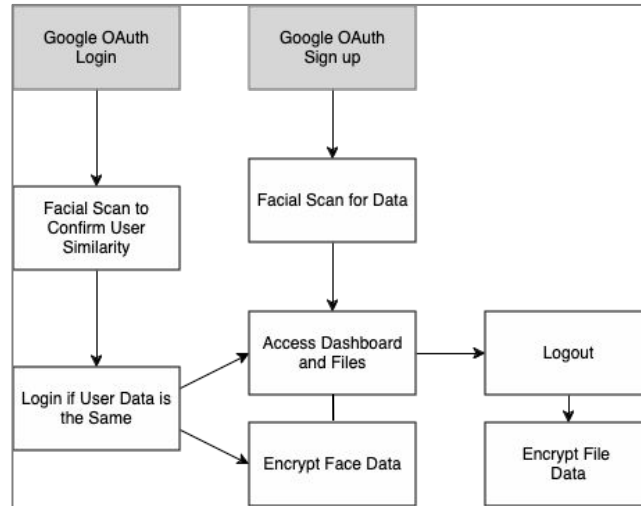 Google OAuth
Login
Google OAuth
Sign up
Facial Scan to
Confirm User
Similarity
Facial Scan for Data
Login if User Data is
the Same
Access Dashboard
and Files
Logout
Encrypt Face Data
Encrypt File
Data